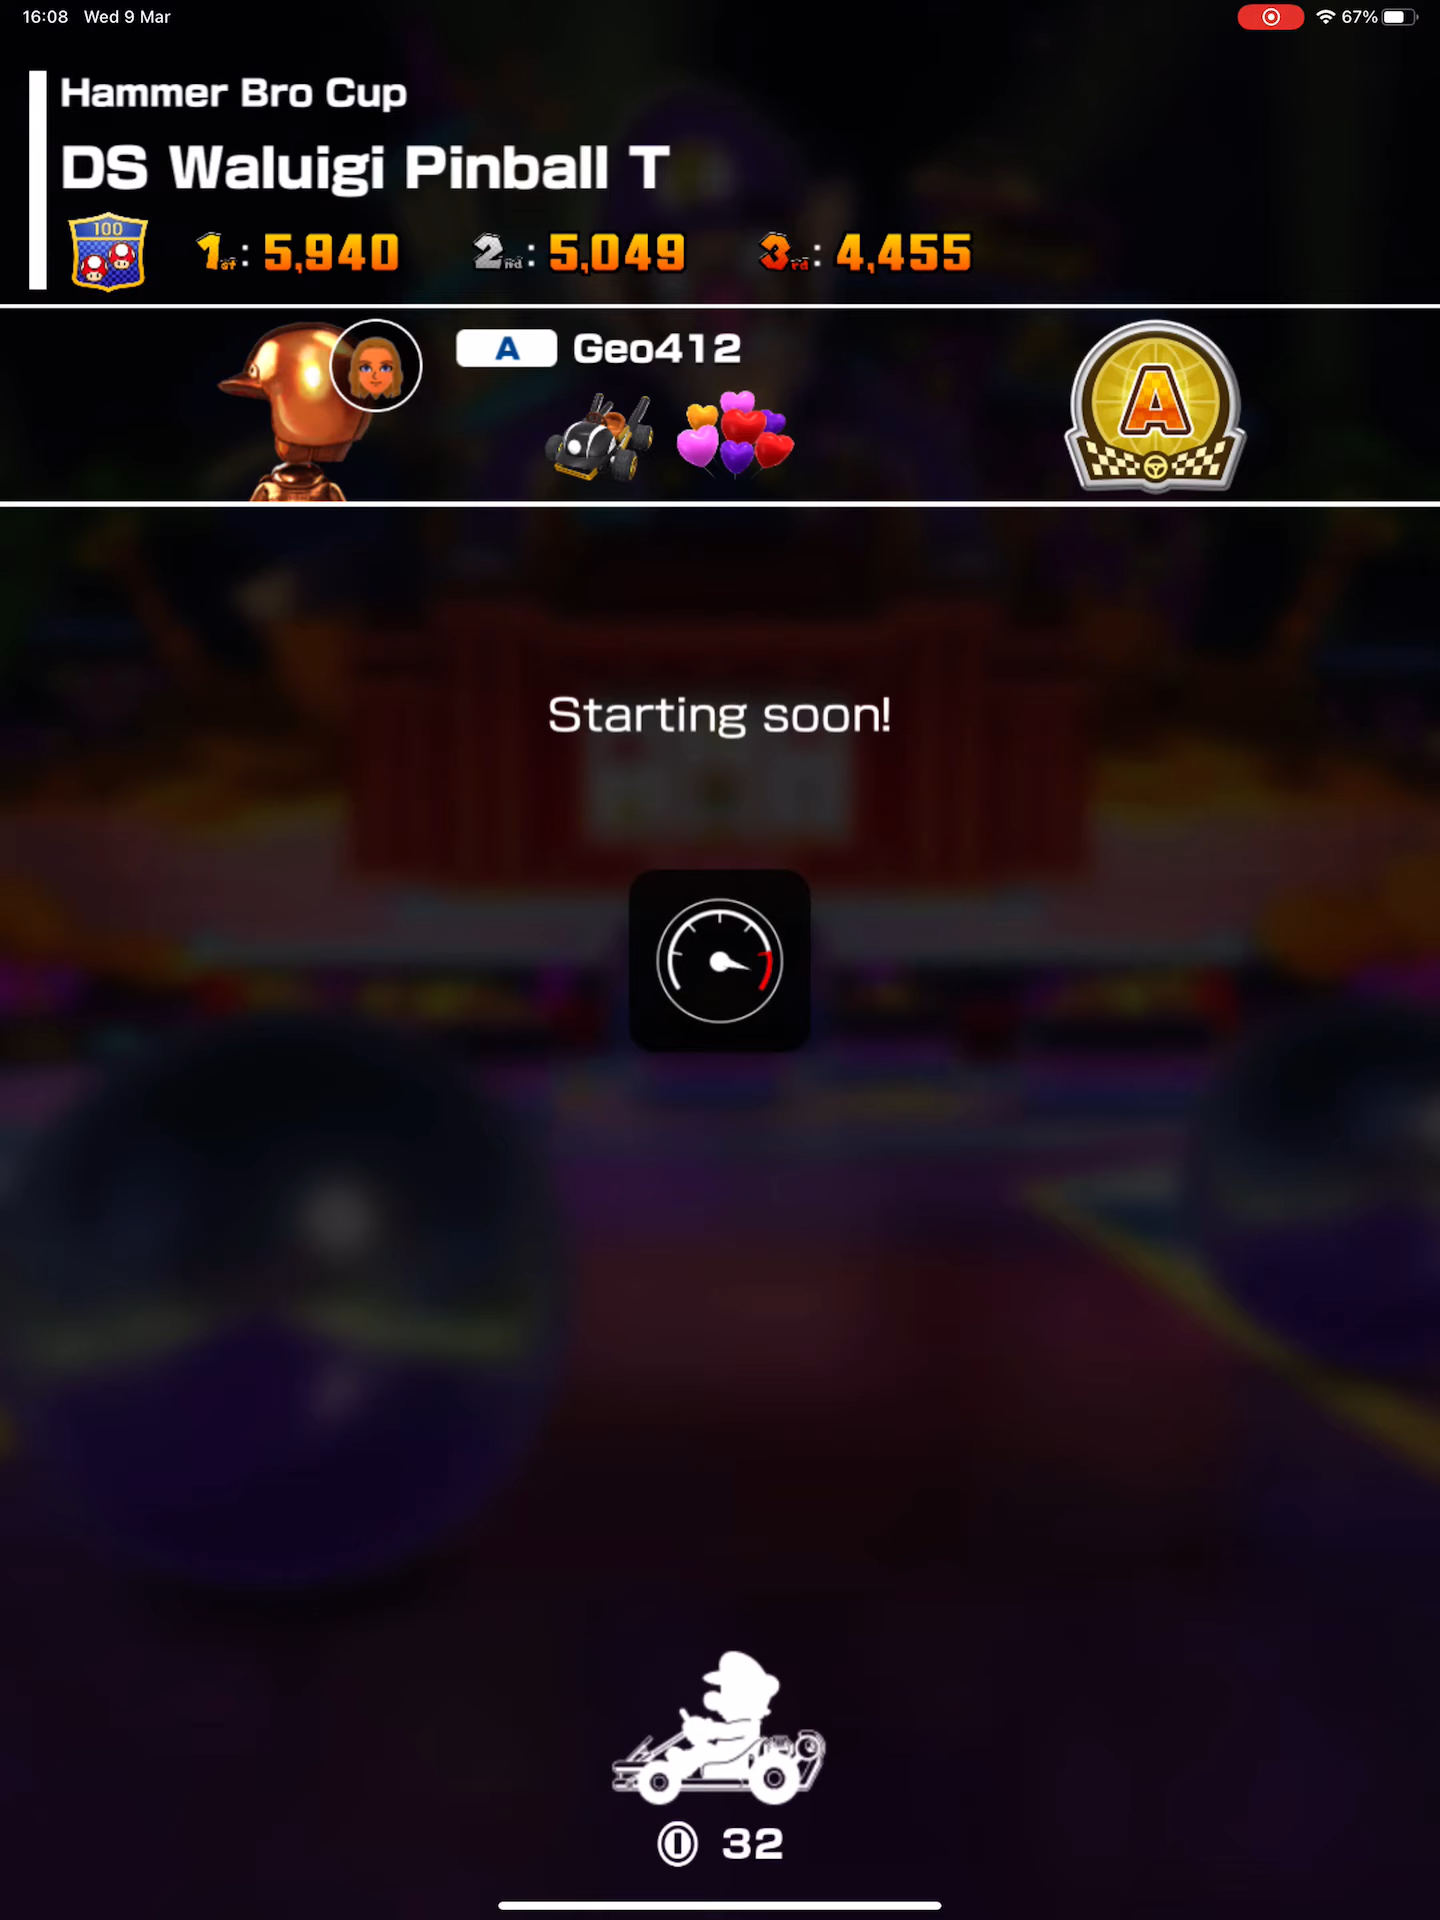 16:08 Wed 9 Mar 67%
Hammer Bro Cup
DS Waluigi Pinball T
100 1st: 5,940 2nd: 5,049 3rd: 4,455
A Geo412
A
Starting soon!
32